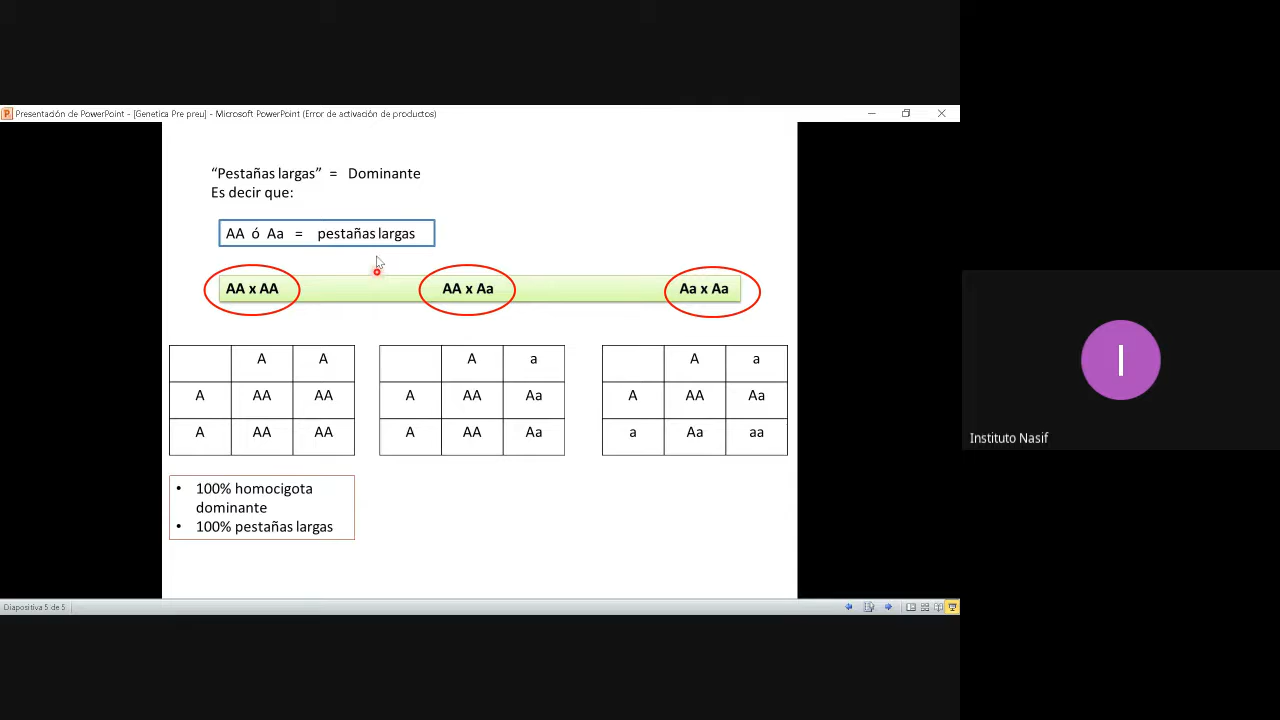 Presentación de PowerPoint - [Genetica Pre preu] - Microsoft PowerPoint (Error de activación de productos)
“Pestañas largas” = Dominante
Es decir que:
AA ó Aa = pestañas largas
AA x AA AA x Aa Aa x Aa
A A A a A a
A AA AA A AA Aa A AA Aa
A AA AA A AA Aa a Aa aa
• 100% homocigota
dominante
• 100% pestañas largas
Diapositiva 5 de 5
I
Instituto Nasif